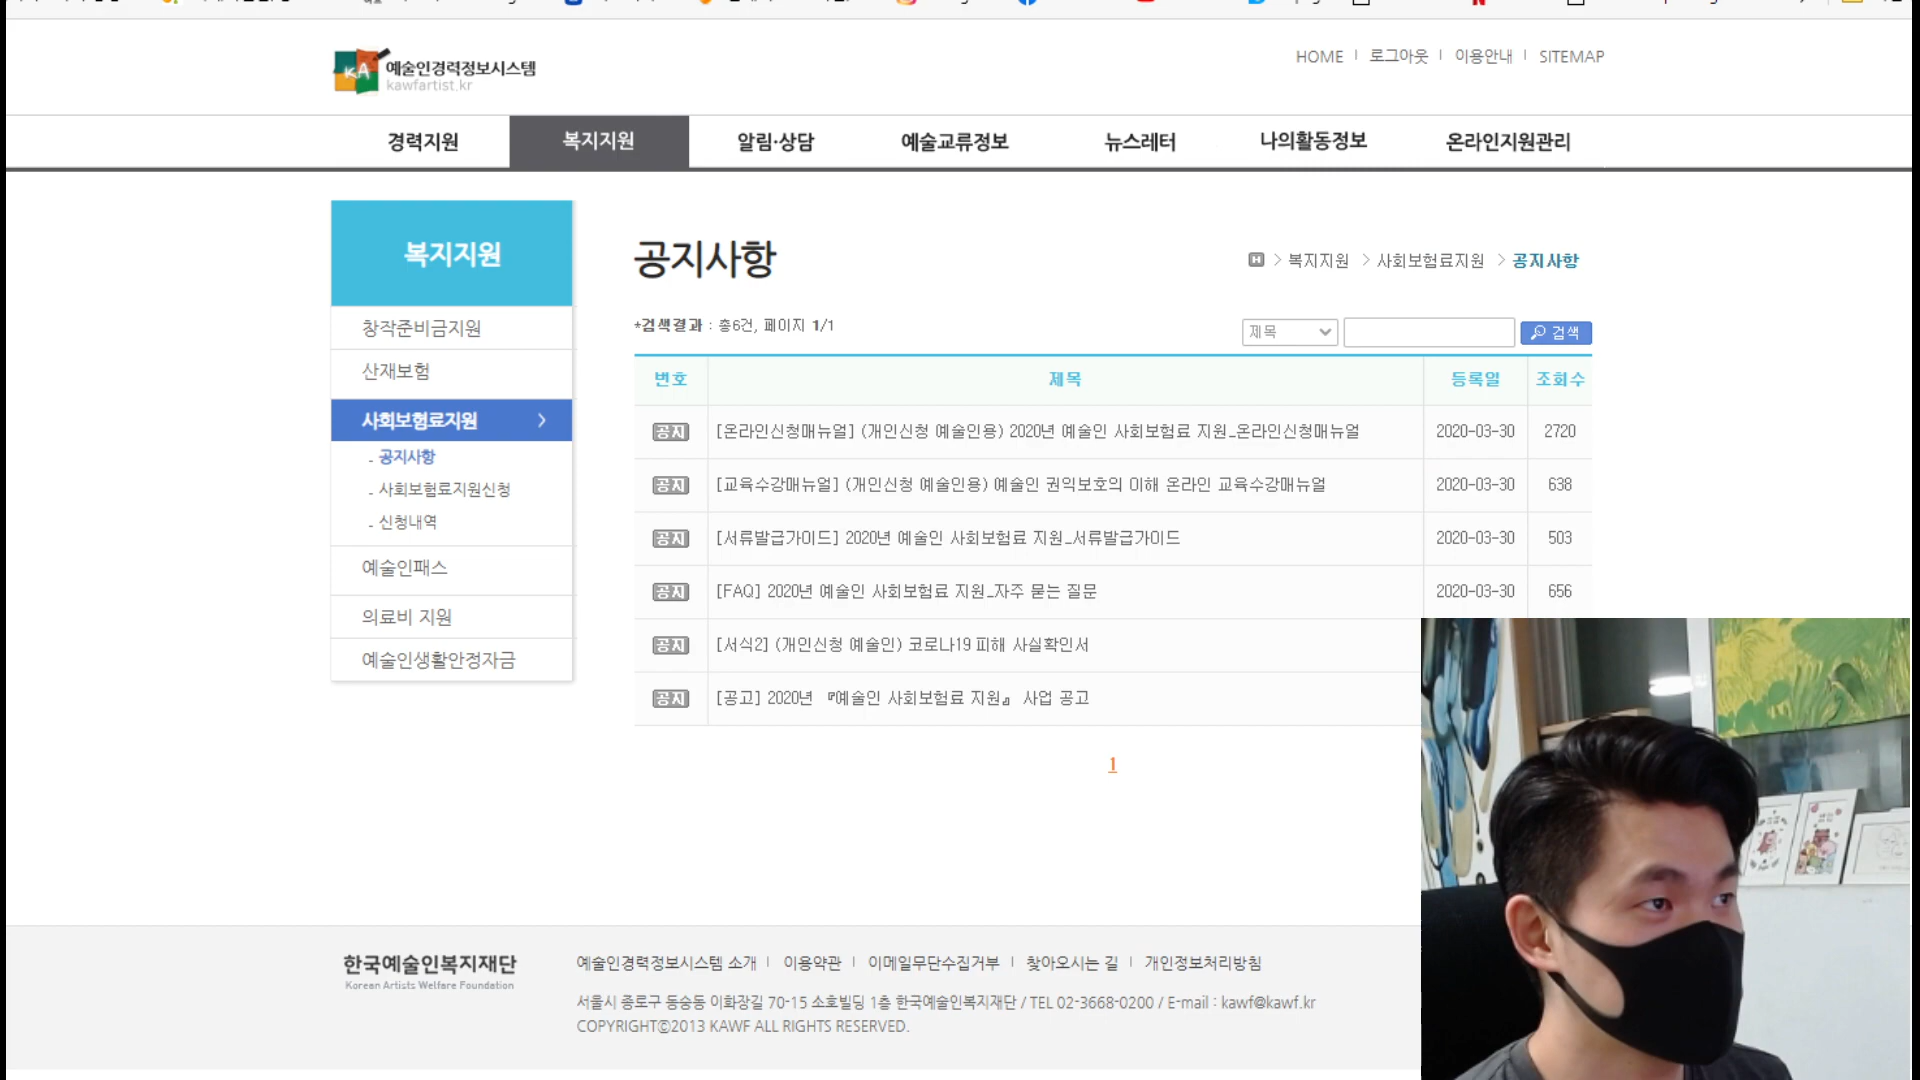 예술인경력정보시스템
kawfartist.kr
HOME 로그아웃 이용안내 SITEMAP
경력지원 복지지원 알림·상담 예술교류정보 뉴스레터 나의활동정보 온라인지원관리
복지지원
창작준비금지원
산재보험
사회보험료지원
- 공지사항
- 사회보험료지원신청
- 신청내역
예술인패스
의료비 지원
예술인생활안정자금
공지사항
> 복지지원 > 사회보험료지원 > 공지사항
*검색결과 : 총6건, 페이지 1/1
제목 검색
번호 제목 등록일 조회수
공지 [온라인신청매뉴얼] (개인신청 예술인용) 2020년 예술인 사회보험료 지원_온라인신청매뉴얼 2020-03-30 2720
공지 [교육수강매뉴얼] (개인신청 예술인용) 예술인 권익보호의 이해 온라인 교육수강매뉴얼 2020-03-30 638
공지 [서류발급가이드] 2020년 예술인 사회보험료 지원_서류발급가이드 2020-03-30 503
공지 [FAQ] 2020년 예술인 사회보험료 지원_자주 묻는 질문 2020-03-30 656
공지 [서식2] (개인신청 예술인) 코로나19 피해 사실확인서
공지 [공고] 2020년 『예술인 사회보험료 지원』 사업 공고
1
한국예술인복지재단
Korean Artists Welfare Foundation
예술인경력정보시스템 소개 이용약관 이메일무단수집거부 찾아오시는 길 개인정보처리방침
서울시 종로구 동숭동 이화장길 70-15 소호빌딩 1층 한국예술인복지재단 / TEL 02-3668-0200 / E-mail : kawf@kawf.kr
COPYRIGHTⓒ2013 KAWF ALL RIGHTS RESERVED.